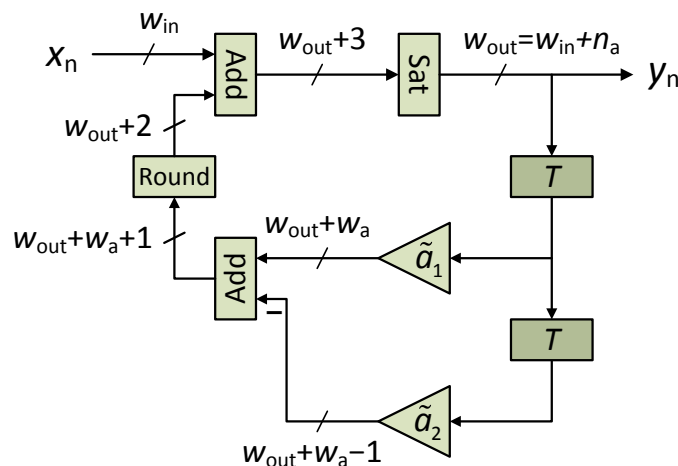 w_in
x_n
Add
w_out+3
Sat
w_out=w_in+n_a
y_n
w_out+2
Round
T
w_out+w_a+1
Add
w_out+w_a
ã_1
–
T
ã_2
w_out+w_a−1